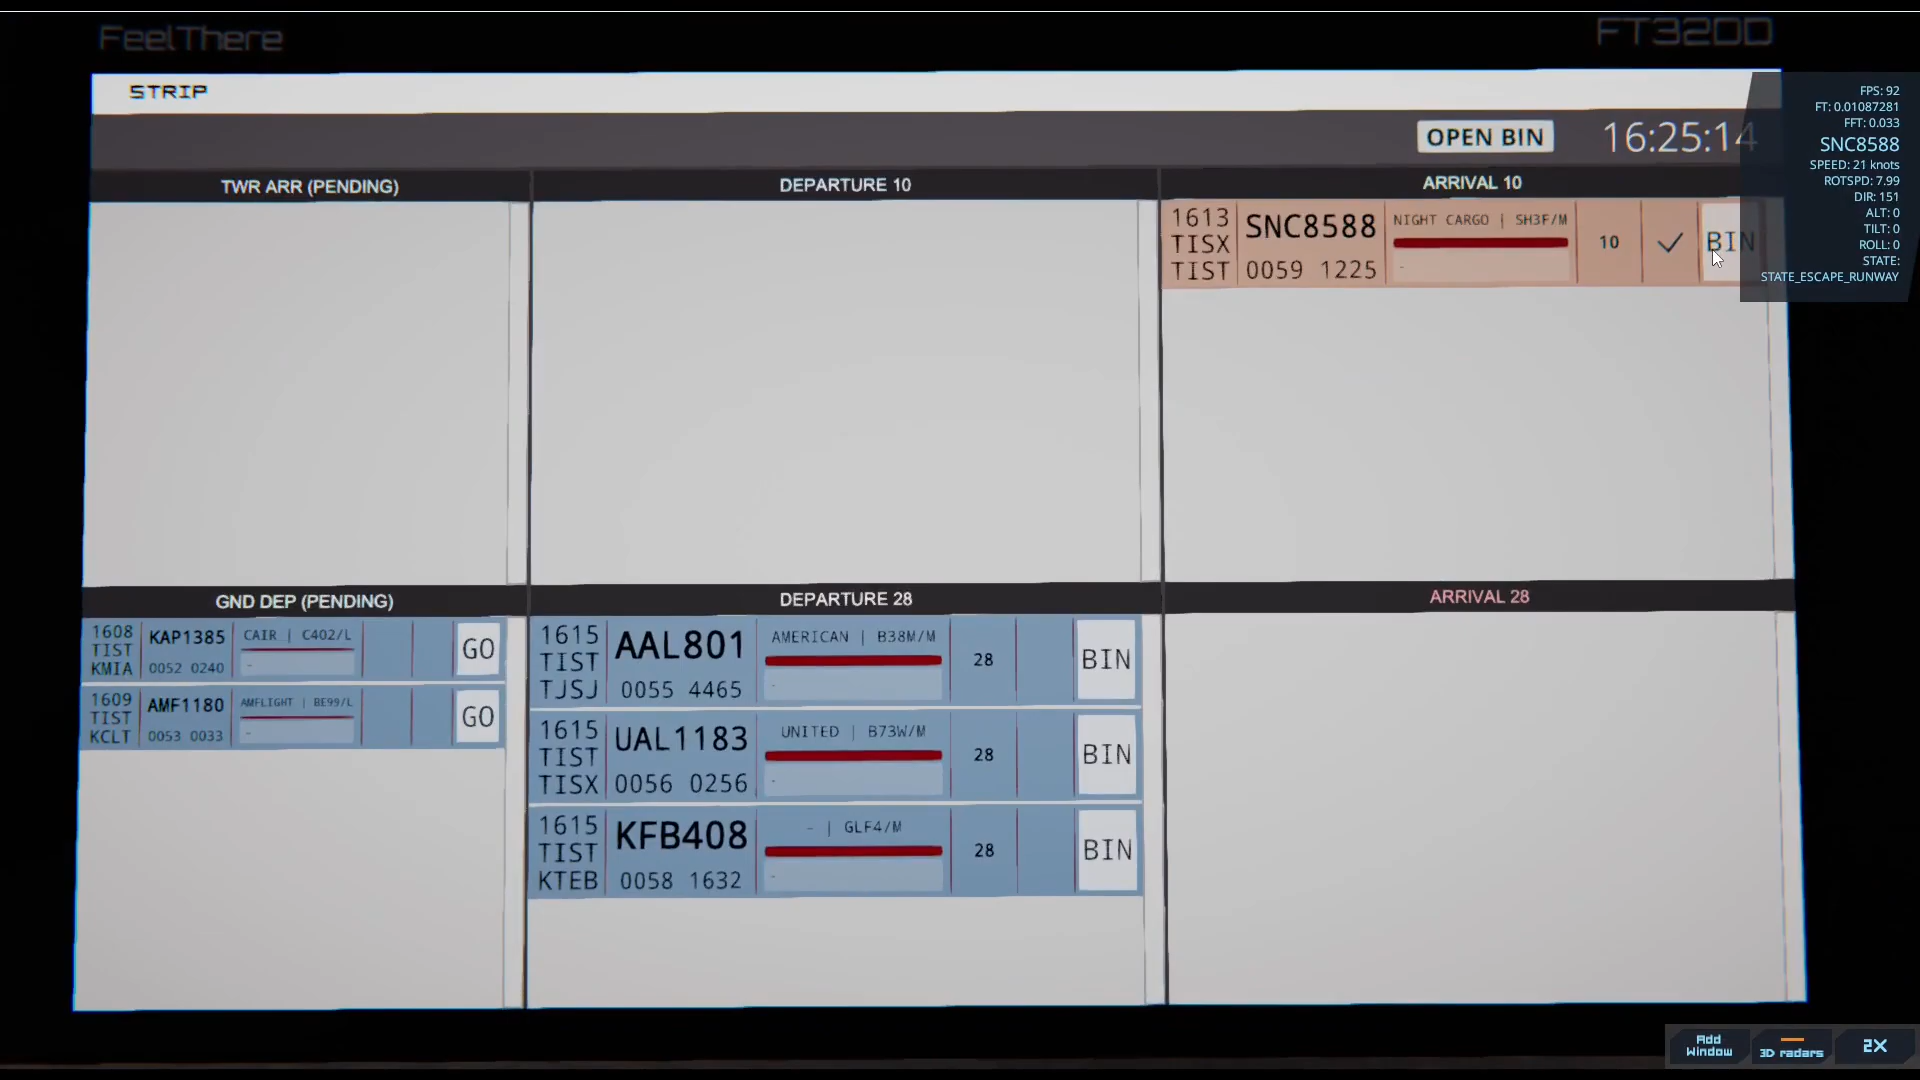 FeelThere
FT32DD
STRIP
OPEN BIN
16:25:14
FPS: 92
FT: 0.01087281
FFT: 0.033
SNC8588
SPEED: 21 knots
ROTSPD: 7.99
DIR: 151
ALT: 0
TILT: 0
ROLL: 0
STATE:
STATE_ESCAPE_RUNWAY
TWR ARR (PENDING)
DEPARTURE 10
ARRIVAL 10
1613
TISX
TIST
SNC8588
0059 1225
NIGHT CARGO | SH3F/M
-
10
✓
BIN
GND DEP (PENDING)
1608
TIST
KMIA
KAP1385
0052 0240
CAIR | C402/L
-
GO
1609
TIST
KCLT
AMF1180
0053 0033
AMFLIGHT | BE99/L
-
GO
DEPARTURE 28
1615
TIST
TJSJ
AAL801
0055 4465
AMERICAN | B38M/M
-
28
BIN
1615
TIST
TISX
UAL1183
0056 0256
UNITED | B73W/M
-
28
BIN
1615
TIST
KTEB
KFB408
0058 1632
- | GLF4/M
-
28
BIN
ARRIVAL 28
Add
Window
3D radars
2X